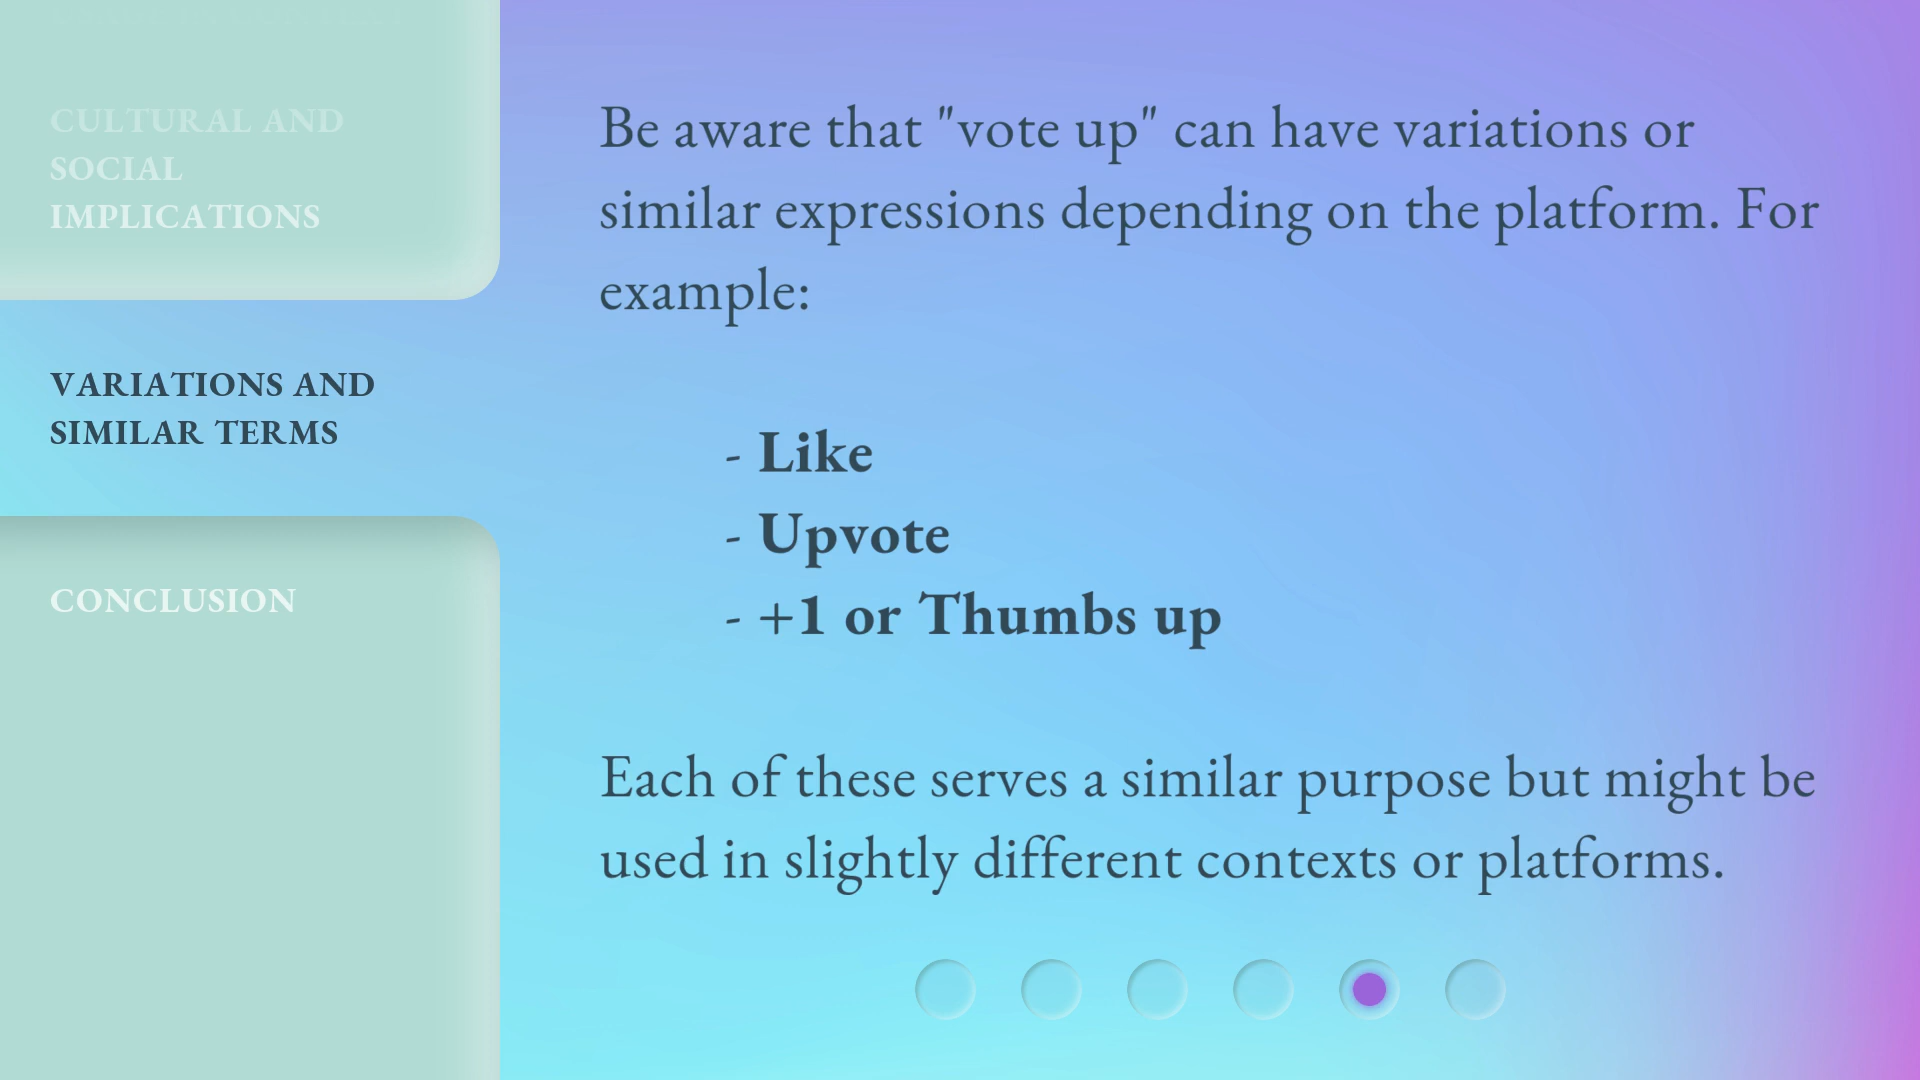 CULTURAL AND
SOCIAL
IMPLICATIONS
VARIATIONS AND
SIMILAR TERMS
CONCLUSION
Be aware that "vote up" can have variations or
similar expressions depending on the platform. For
example:
- Like
- Upvote
- +1 or Thumbs up
Each of these serves a similar purpose but might be
used in slightly different contexts or platforms.